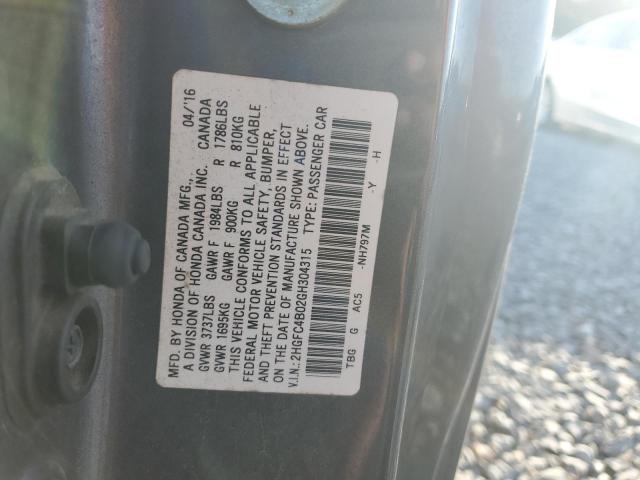 MFD. BY HONDA OF CANADA MFG., 04/'16
A DIVISION OF HONDA CANADA INC. CANADA
GVWR 3737LBS GAWR F 1984LBS R 1786LBS
GVWR 1695KG GAWR F 900KG R 810KG
THIS VEHICLE CONFORMS TO ALL APPLICABLE
FEDERAL MOTOR VEHICLE SAFETY, BUMPER,
AND THEFT PREVENTION STANDARDS IN EFFECT
ON THE DATE OF MANUFACTURE SHOWN ABOVE.
V.I.N.: 2HGFC4B02GH304315 TYPE: PASSENGER CAR
TBG G AC5 -NH797M -Y -H